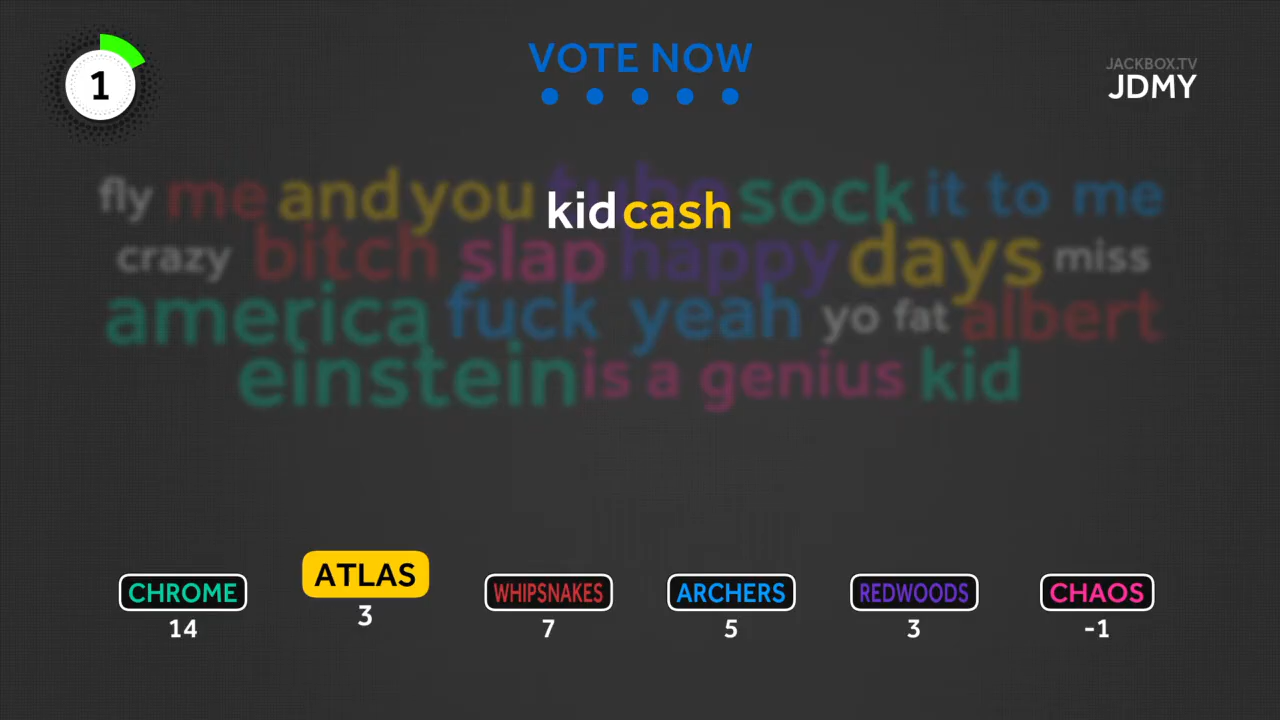 1
VOTE NOW
JACKBOX.TV
JDMY
fly me and you tube sock it to me
kid cash
crazy bitch slap happy days miss
america fuck yeah yo fat albert
einstein is a genius kid
CHROME ATLAS WHIPSNAKES ARCHERS REDWOODS CHAOS
14 3 7 5 3 -1